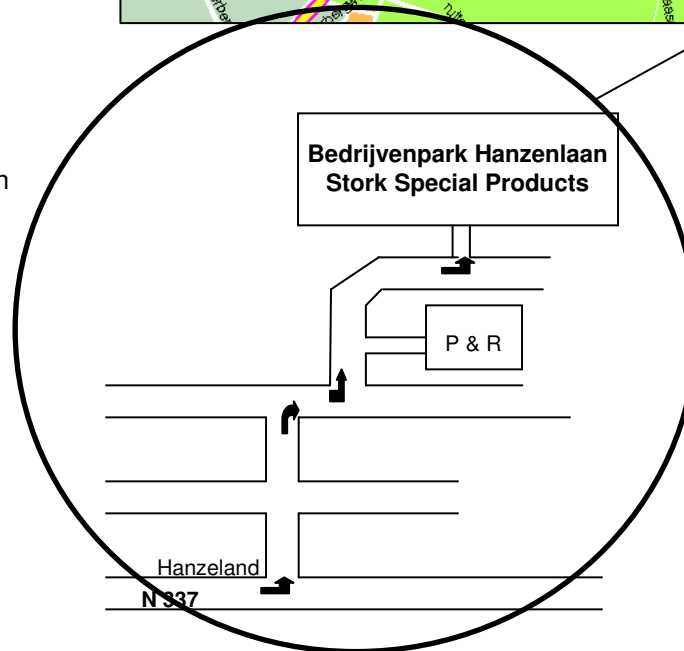 n
Bedrijvenpark Hanzenlaan
Stork Special Products
P & R
Hanzeland
N 337